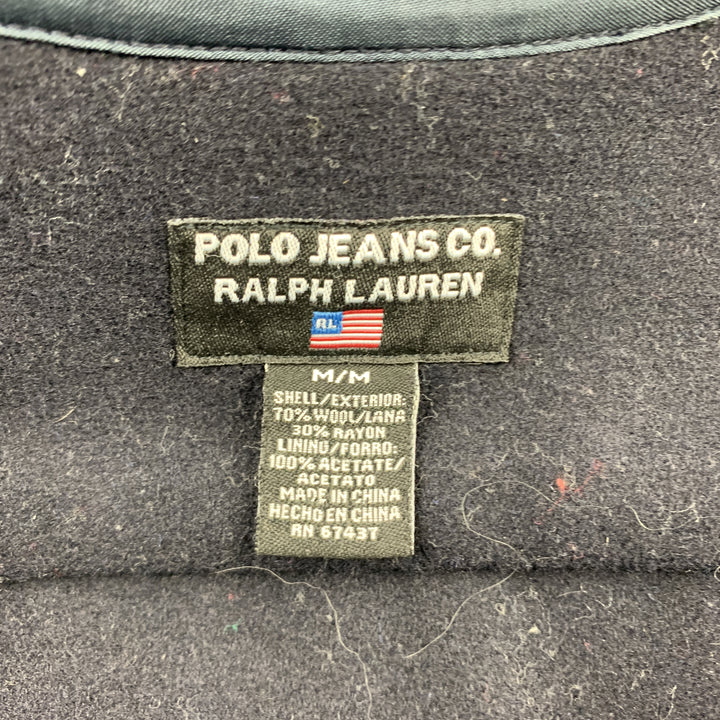 POLO JEANS CO.
RALPH LAUREN
RL
M/M
SHELL/EXTERIOR:
70% WOOL/LANA
30% RAYON
LINING/FORRO:
100% ACETATE/
ACETATO
MADE IN CHINA
HECHO EN CHINA
RN 6743T